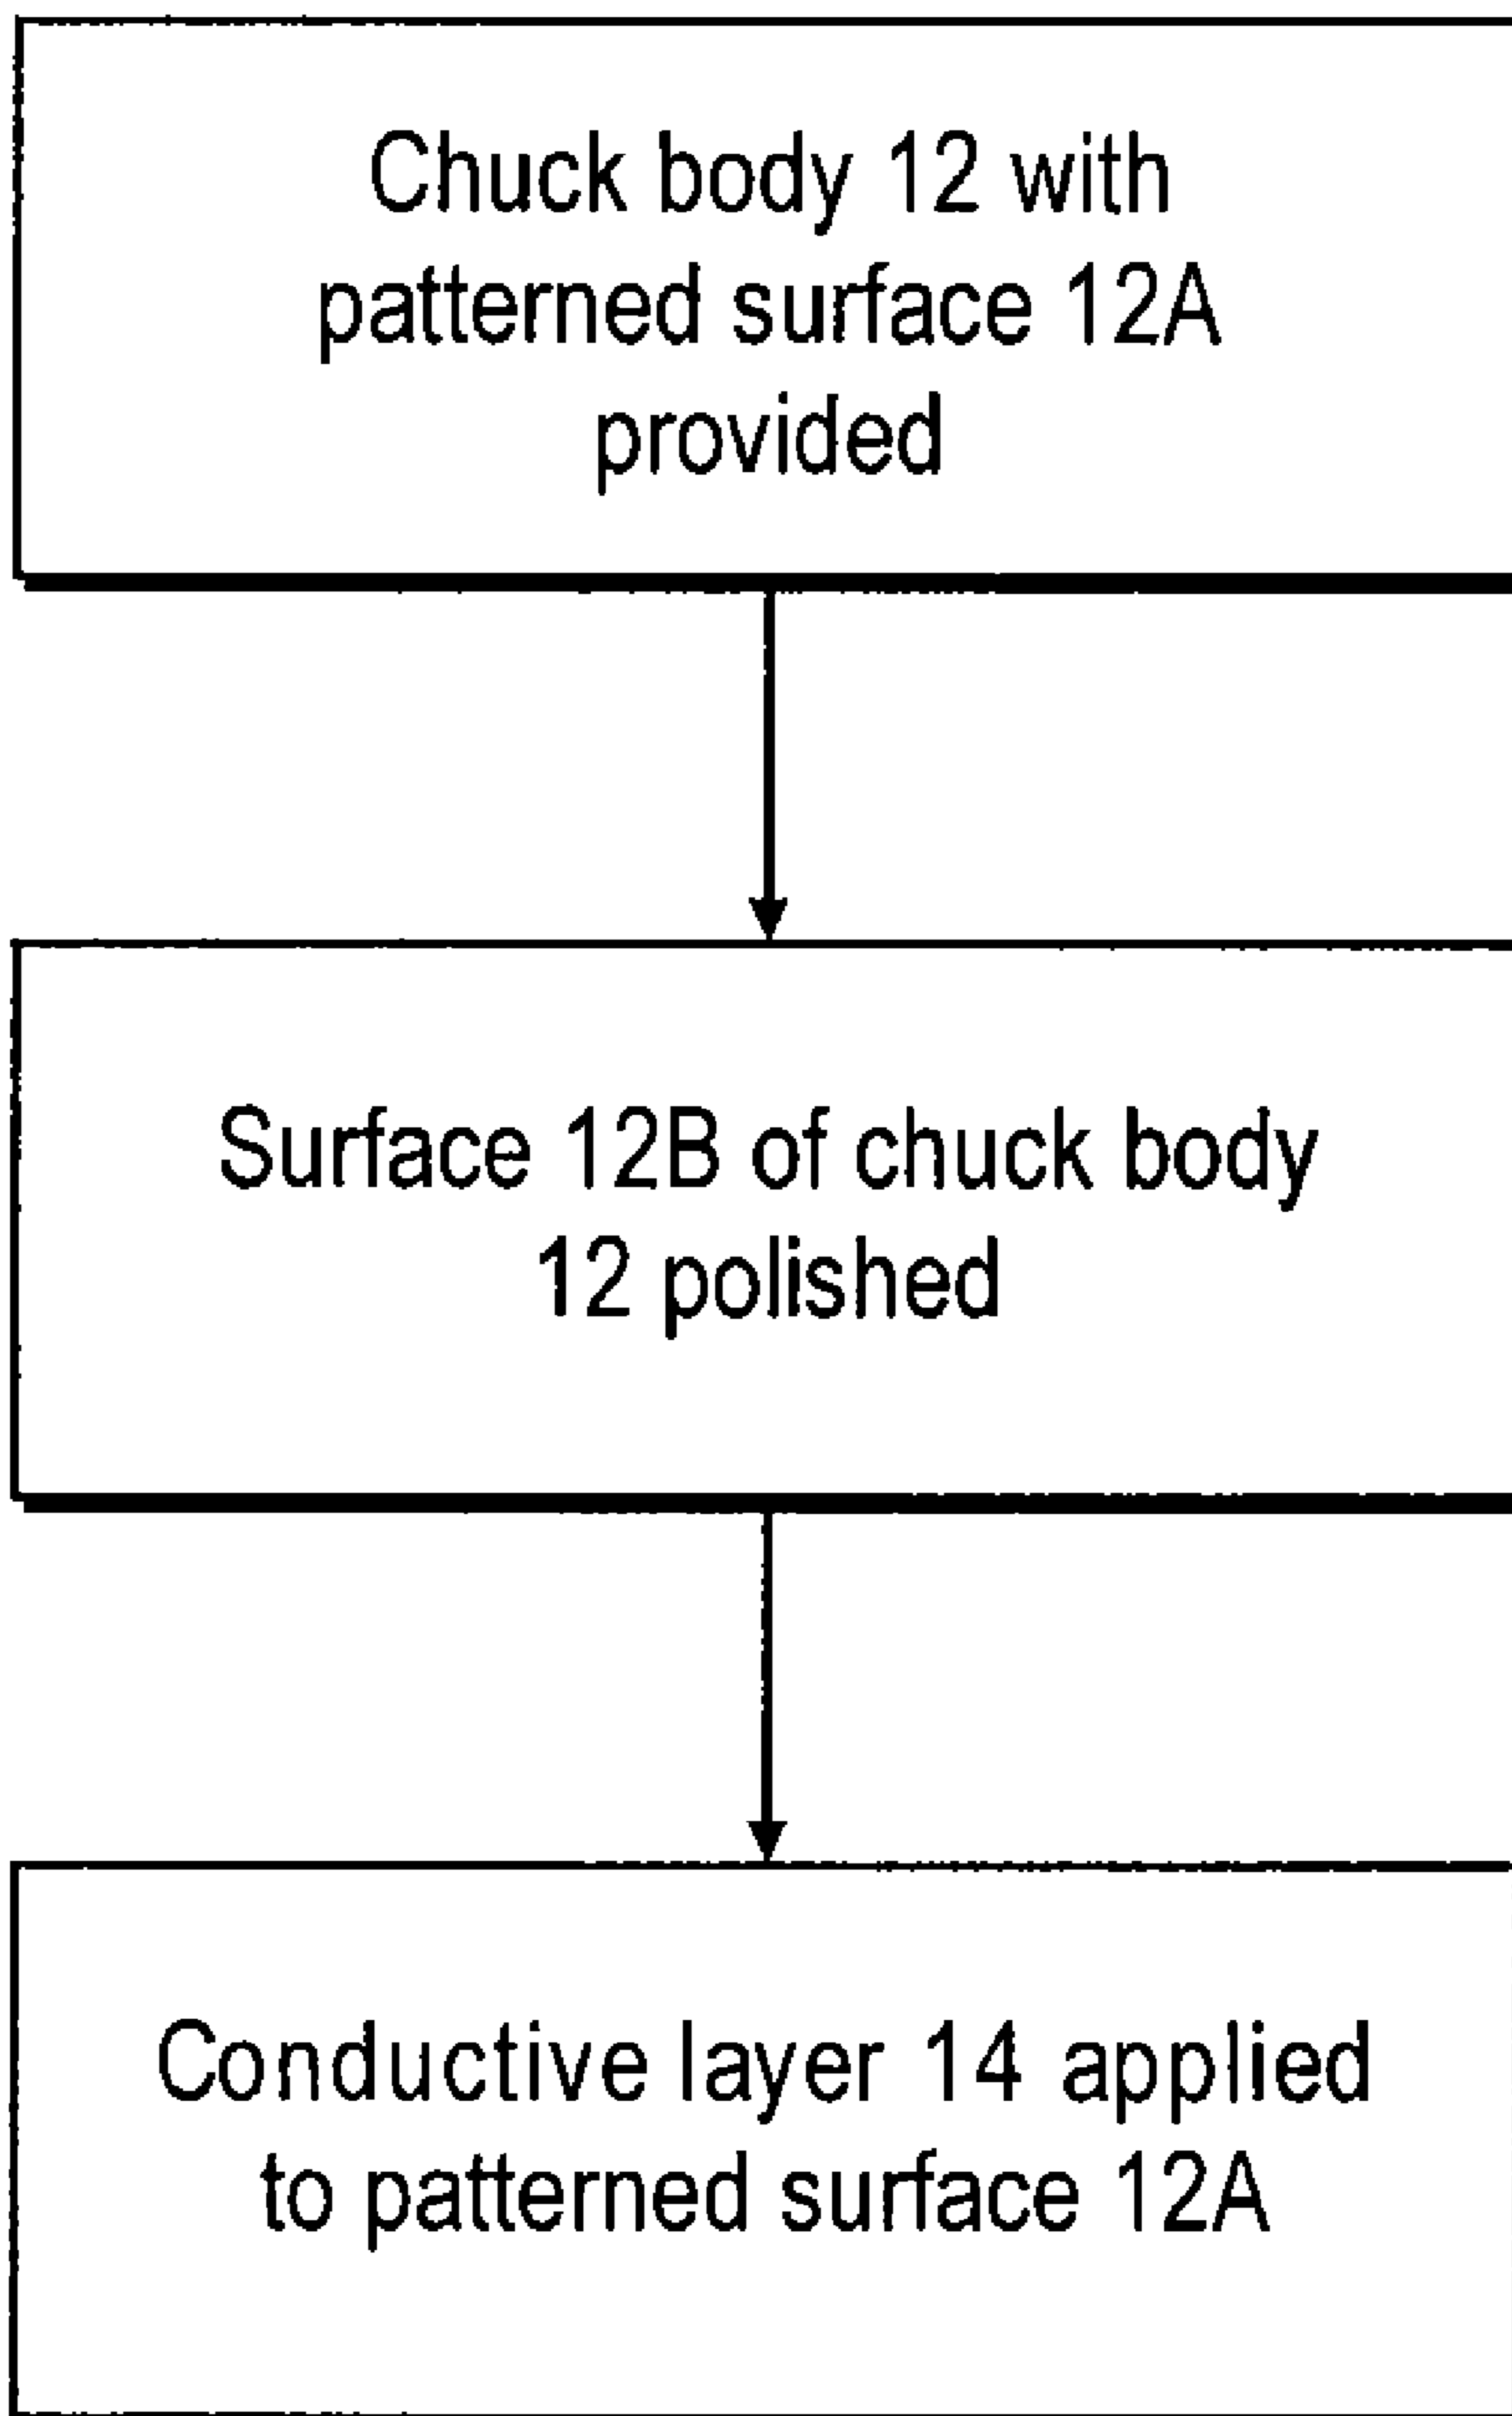 Chuck body 12 with
patterned surface 12A
provided
Surface 12B of chuck body
12 polished
Conductive layer 14 applied
to patterned surface 12A